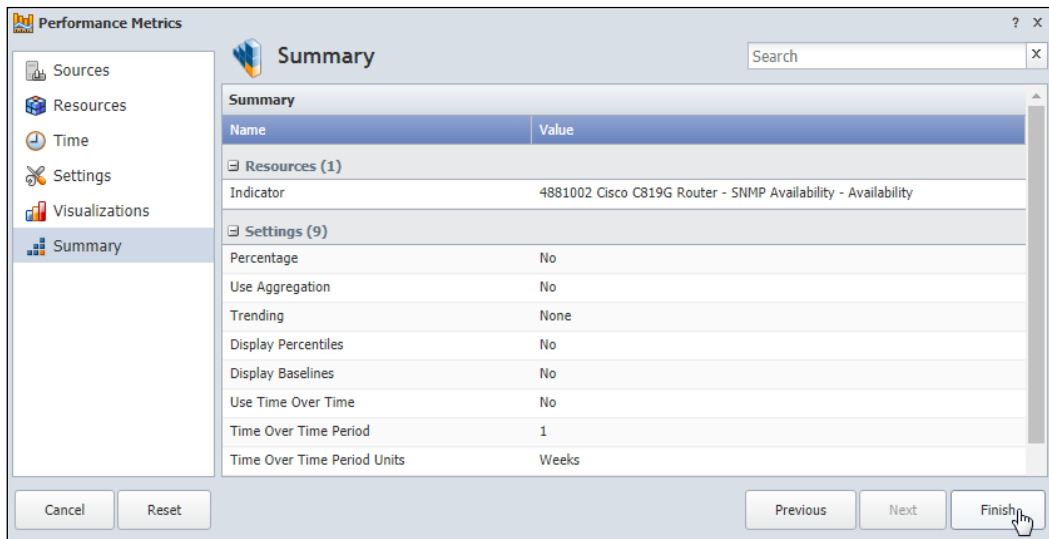 Performance Metrics
? X
Sources
Resources
Time
Settings
Visualizations
Summary
Summary
Search
X
Summary
Name Value
Resources (1)
Indicator 4881002 Cisco C819G Router - SNMP Availability - Availability
Settings (9)
Percentage No
Use Aggregation No
Trending None
Display Percentiles No
Display Baselines No
Use Time Over Time No
Time Over Time Period 1
Time Over Time Period Units Weeks
Cancel Reset Previous Next Finish